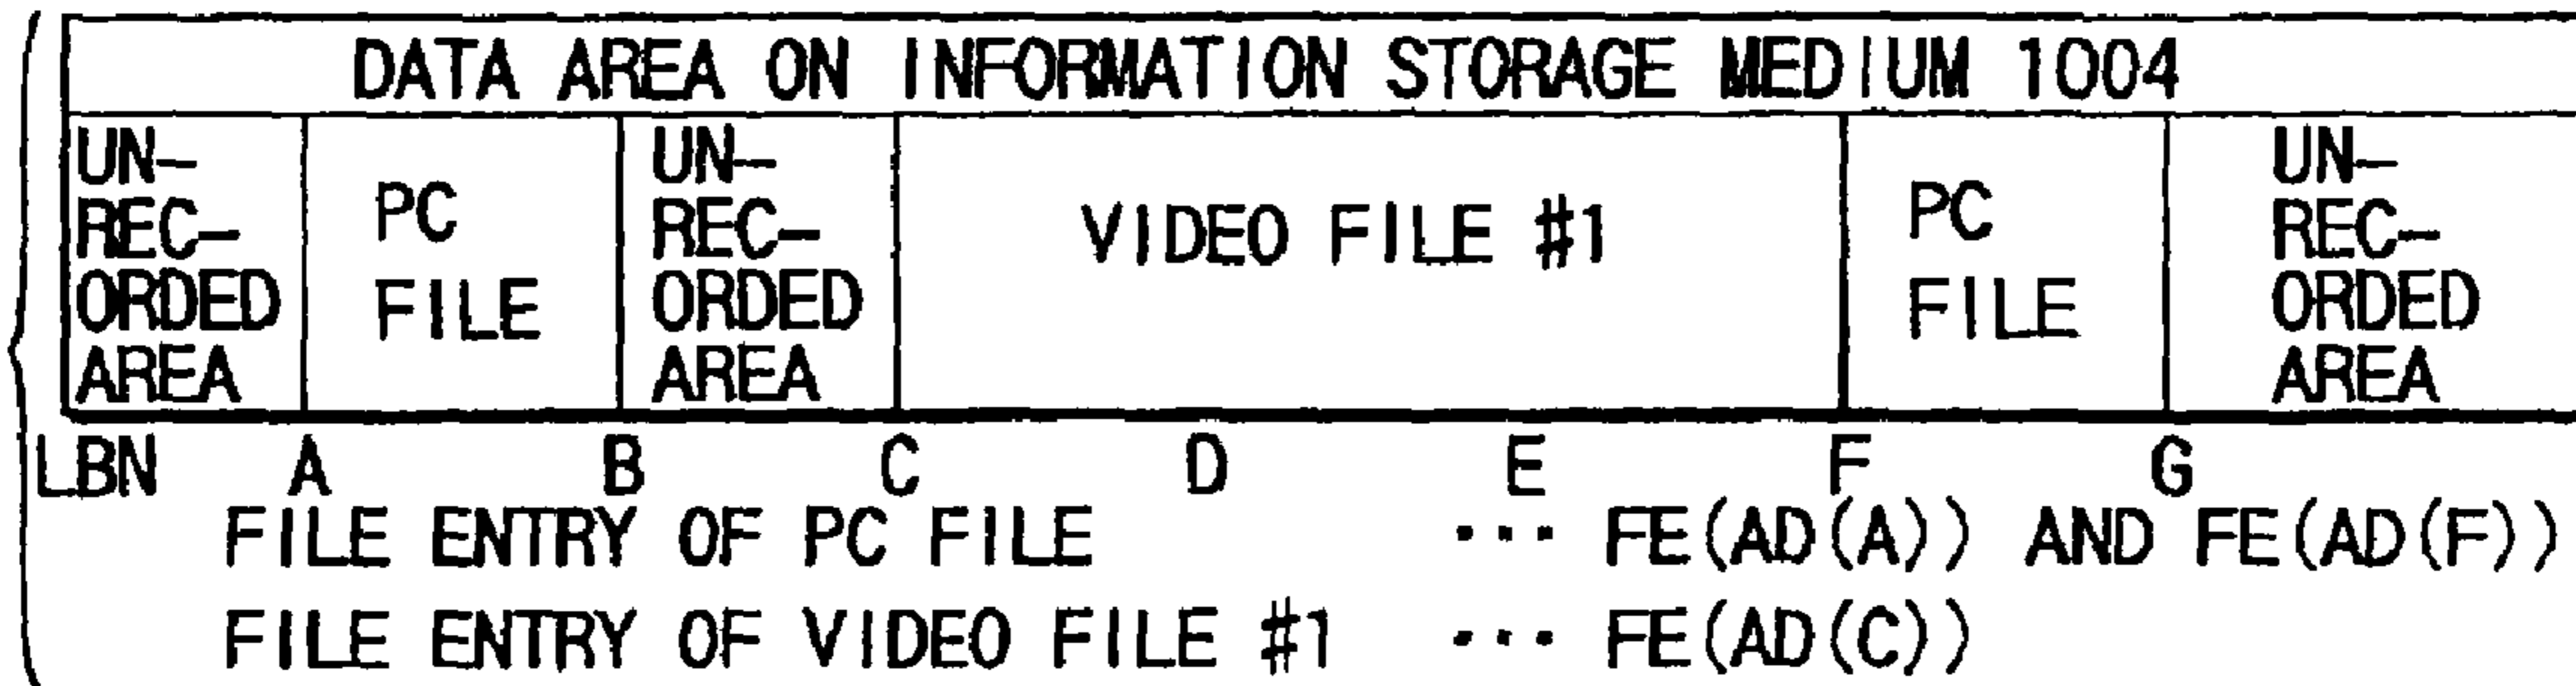 DATA AREA ON INFORMATION STORAGE MEDIUM 1004
UN-
REC-
ORDED
AREA
PC
FILE
UN-
REC-
ORDED
AREA
VIDEO FILE #1
PC
FILE
UN-
REC-
ORDED
AREA
LBN A B C D E F G
FILE ENTRY OF PC FILE ··· FE(AD(A)) AND FE(AD(F))
FILE ENTRY OF VIDEO FILE #1 ··· FE(AD(C))